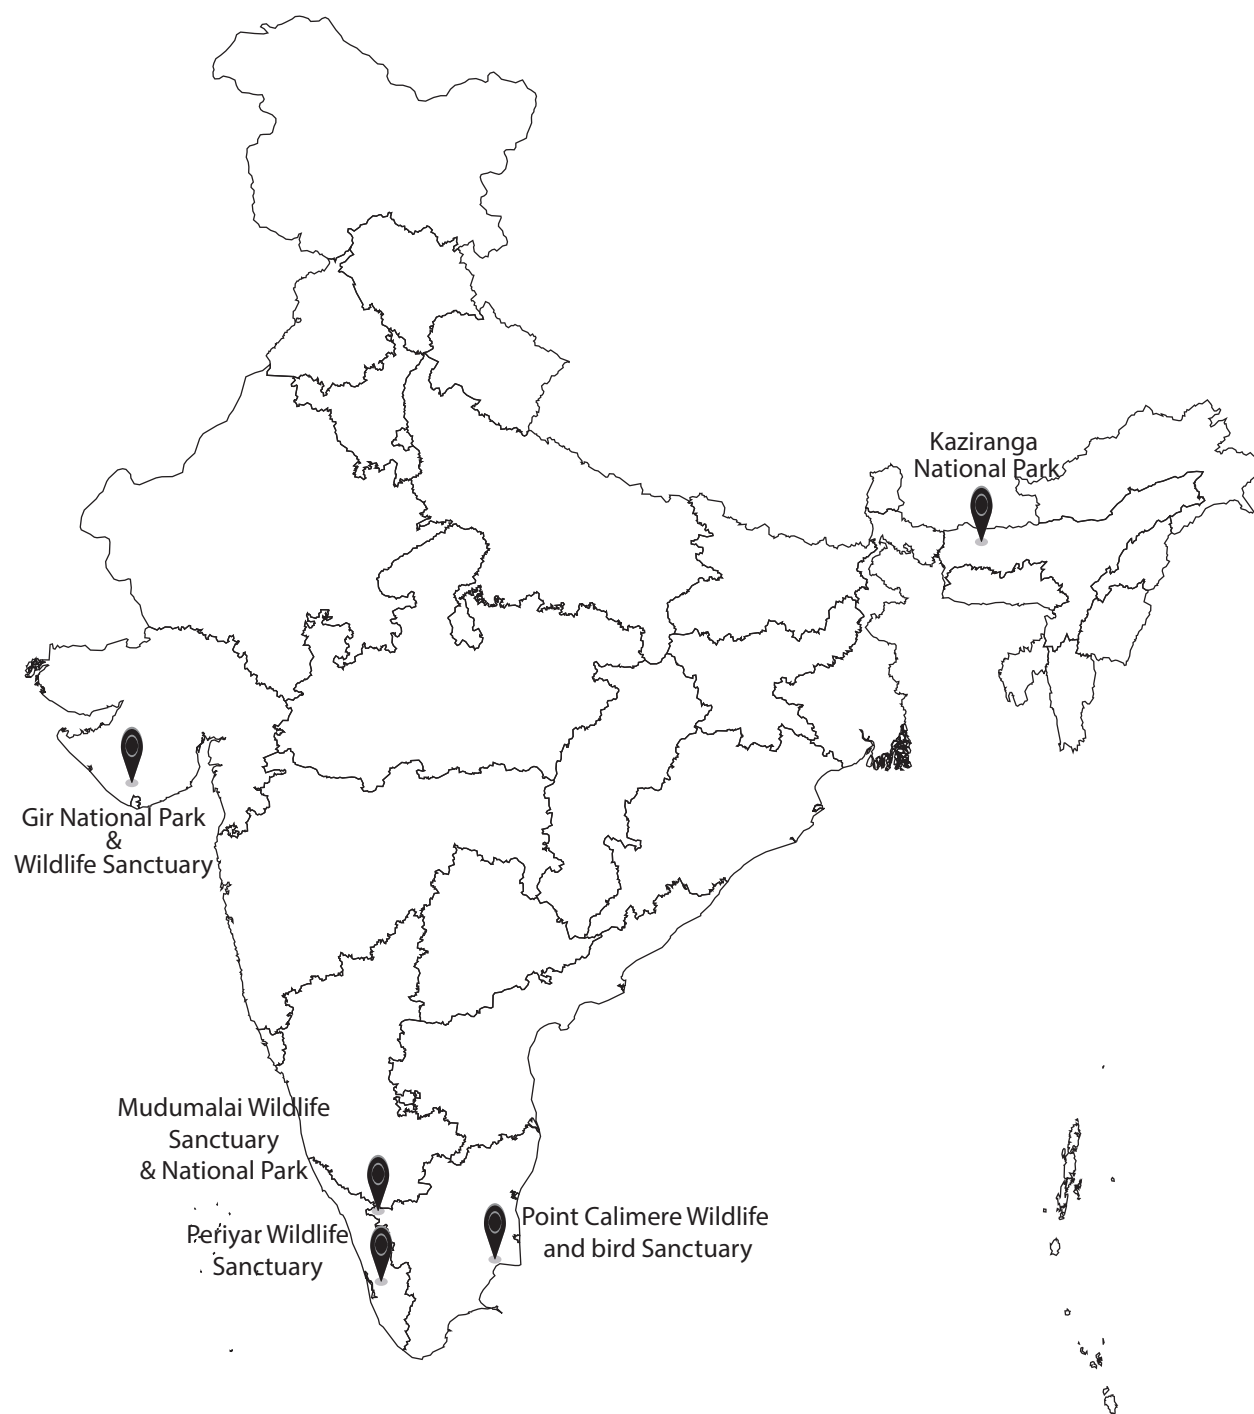 Kaziranga
National Park
Gir National Park
&
Wildlife Sanctuary
Mudumalai Wildlife
Sanctuary
& National Park
Periyar Wildlife
Sanctuary
Point Calimere Wildlife
and bird Sanctuary